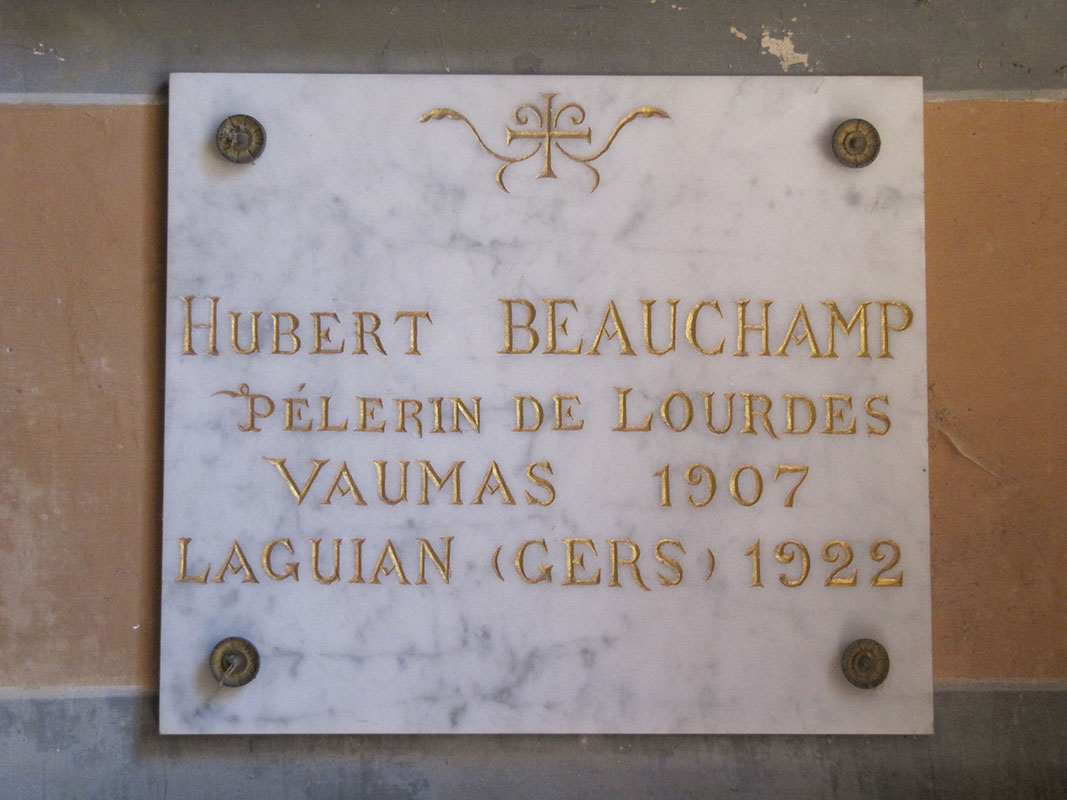 HUBERT BEAUCHAMP
PÉLERIN DE LOURDES
VAUMAS 1907
LAGUIAN (GERS) 1922